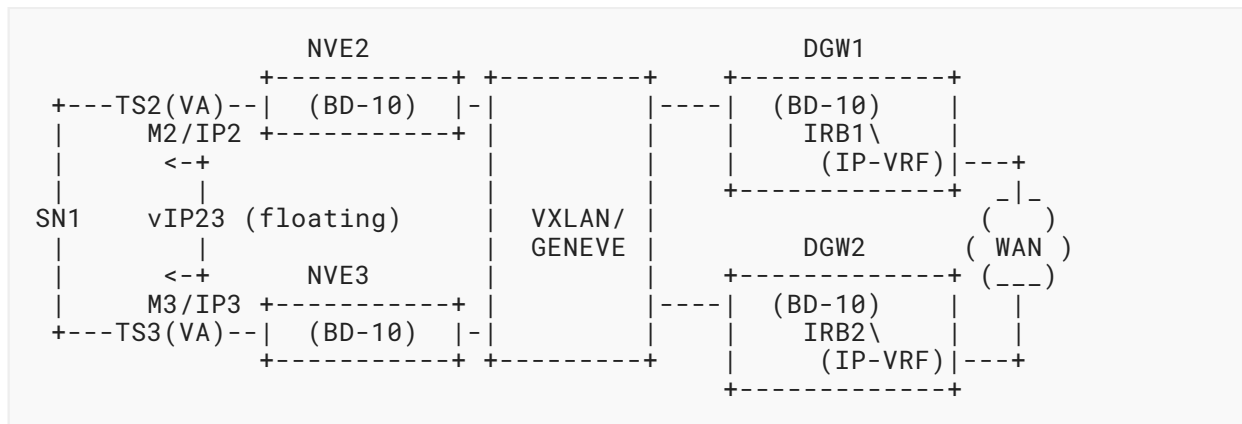 NVE2                           DGW1
                  +-----------+ +---------+     +-------------+
  +---TS2(VA)--|  (BD-10)  |-|         |----|  (BD-10)    |
  |      M2/IP2 +-----------+ |         |    |    IRB1\    |
  |       <-+                 |         |    |     (IP-VRF)|---+
  |         |                 |         |    +-------------+  _|_
 SN1    vIP23 (floating)      |  VXLAN/ |                    (   )
  |         |                 |  GENEVE |         DGW2      ( WAN )
  |       <-+      NVE3       |         |    +-------------+ (___)
  |      M3/IP3 +-----------+ |         |----|  (BD-10)    |   |
  +---TS3(VA)--|  (BD-10)  |-|         |    |    IRB2\    |   |
               +-----------+ +---------+    |     (IP-VRF)|---+
                                            +-------------+